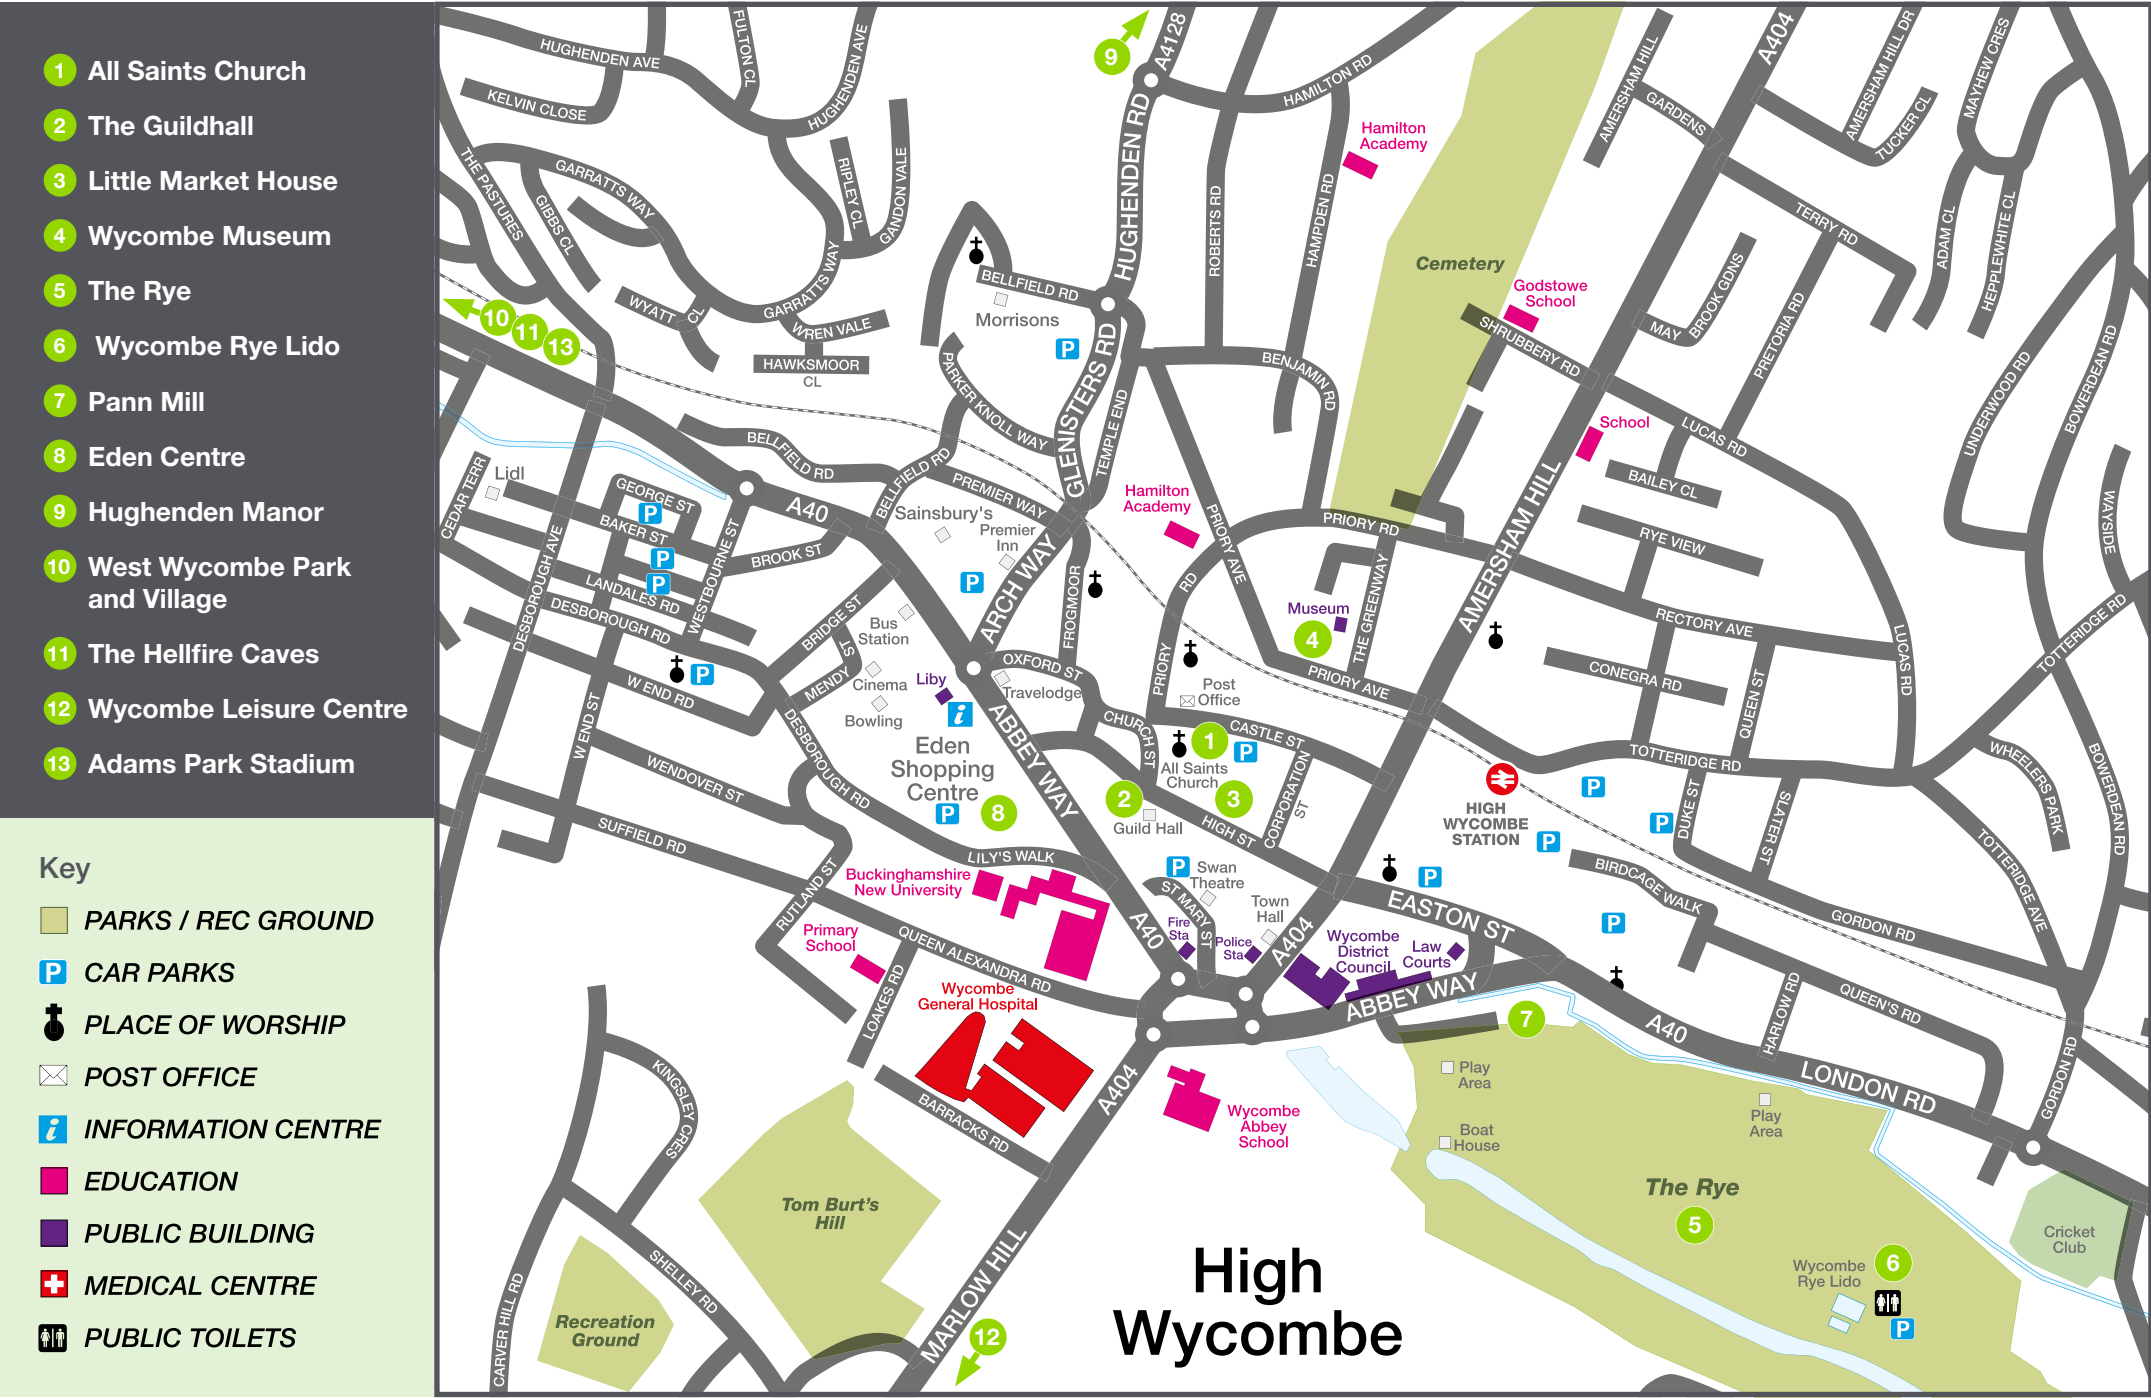 1 All Saints Church
2 The Guildhall
3 Little Market House
4 Wycombe Museum
5 The Rye
6 Wycombe Rye Lido
7 Pann Mill
8 Eden Centre
9 Hughenden Manor
10 West Wycombe Park
and Village
11 The Hellfire Caves
12 Wycombe Leisure Centre
13 Adams Park Stadium
Key
PARKS / REC GROUND
P CAR PARKS
PLACE OF WORSHIP
POST OFFICE
i INFORMATION CENTRE
EDUCATION
PUBLIC BUILDING
MEDICAL CENTRE
PUBLIC TOILETS
HUGHENDEN AVE
FULTON CL
HUGHENDEN AVE
KELVIN CLOSE
9
A4128
HAMILTON RD
AMERSHAM HILL
GARDENS
A404
AMERSHAM HILL DR
TUCKER CL
MAYHEW CRES
THE PASTURES
GARRATTS WAY
GIBBS CL
RIPLEY CL
GANDON VALE
HUGHENDEN RD
ROBERTS RD
HAMPDEN RD
Hamilton
Academy
Cemetery
TERRY RD
ADAM CL
HEPPLEWHITE CL
BELLFIELD RD
Morrisons
P
Godstowe
School
SHRUBBERY RD
MAY
BROOK GDNS
PRETORIA RD
10
11
13
WYATT
CL
GARRATTS WAY
WREN VALE
HAWKSMOOR
CL
PARKER KNOLL WAY
GLENISTERS RD
TEMPLE END
BENJAMIN RD
UNDERWOOD RD
BOWERDEAN RD
School
LUCAS RD
BAILEY CL
RYE VIEW
WAYSIDE
BELLFIELD RD
BELLFIELD RD
PREMIER WAY
Lidl
CEDAR TERR
GEORGE ST
P
BAKER ST
P
P
A40
BROOK ST
WESTBOURNE ST
LANDALES RD
DESBOROUGH RD
DESBOROUGH AVE
Sainsbury's
Premier
Inn
P
ARCH WAY
FROGMOOR
Hamilton
Academy
PRIORY AVE
PRIORY RD
RD
PRIORY
THE GREENWAY
Museum
4
AMERSHAM HILL
RECTORY AVE
LUCAS RD
TOTTERIDGE RD
BRIDGE ST
Bus
Station
ST
MENDY
Cinema
Bowling
Liby
i
OXFORD ST
Travelodge
P
W END RD
W END ST
PRIORY AVE
Post
Office
CONEGRA RD
QUEEN ST
CHURCH ST
CASTLE ST
1
P
All Saints
Church
3
2
Guild Hall
HIGH ST
CORPORATION
ST
ABBEY WAY
Eden
Shopping
Centre
P
8
DESBOROUGH RD
WENDOVER ST
SUFFIELD RD
LILY'S WALK
TOTTERIDGE RD
HIGH
WYCOMBE
STATION
P
P
P
DUKE ST
SLATER ST
WHEELERS PARK
BOWERDEAN RD
TOTTERIDGE AVE
RUTLAND ST
Buckinghamshire
New University
Primary
School
QUEEN ALEXANDRA RD
LOAKES RD
P
Swan
Theatre
ST MARY ST
Town
Hall
Fire
Sta
Police
Sta
A40
A404
P
EASTON ST
BIRDCAGE WALK
P
GORDON RD
Wycombe
District
Council
Law
Courts
ABBEY WAY
7
A40
HARLOW RD
QUEEN'S RD
Wycombe
General Hospital
BARRACKS RD
A404
Wycombe
Abbey
School
Play
Area
Boat
House
Play
Area
LONDON RD
GORDON RD
KINGSLEY CRES
SHELLEY RD
CARVER HILL RD
Recreation
Ground
Tom Burt's
Hill
MARLOW HILL
12
The Rye
5
Wycombe
Rye Lido
6
P
Cricket
Club
High
Wycombe